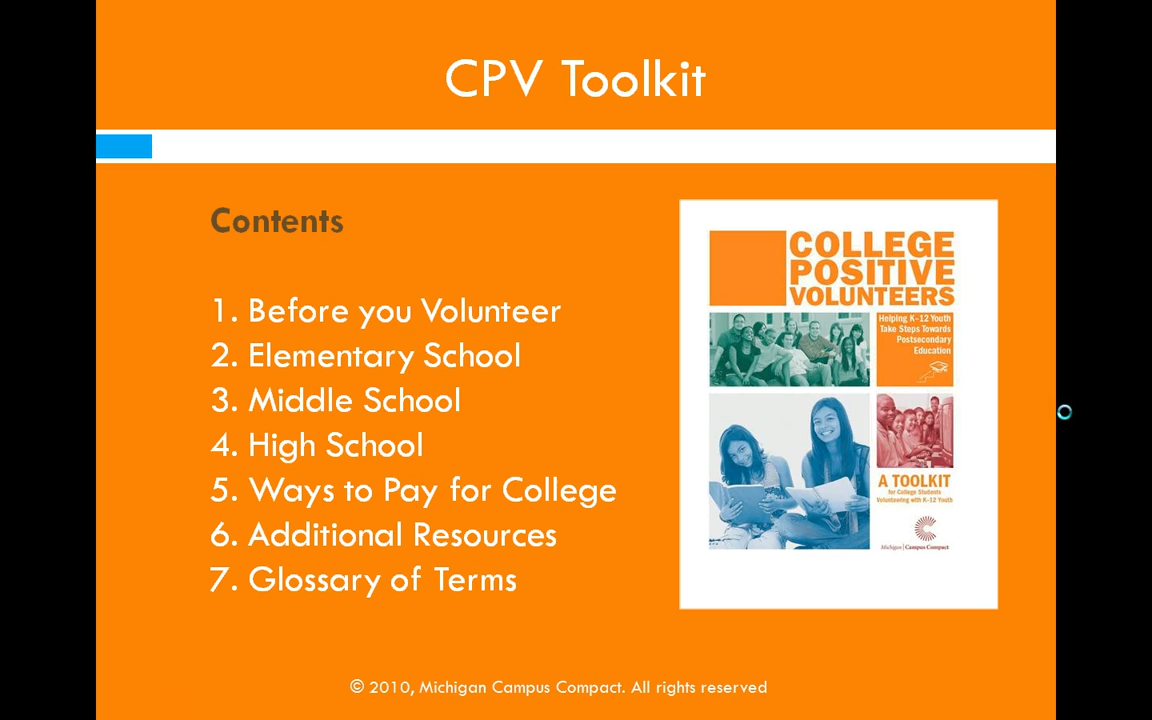 CPV Toolkit
Contents
1. Before you Volunteer
2. Elementary School
3. Middle School
4. High School
5. Ways to Pay for College
6. Additional Resources
7. Glossary of Terms
COLLEGE
POSITIVE
VOLUNTEERS
Helping K-12 Youth
Take Steps Towards
Postsecondary
Education
A TOOLKIT
for College Students
Volunteering with K-12 Youth
Michigan | Campus Compact
© 2010, Michigan Campus Compact. All rights reserved